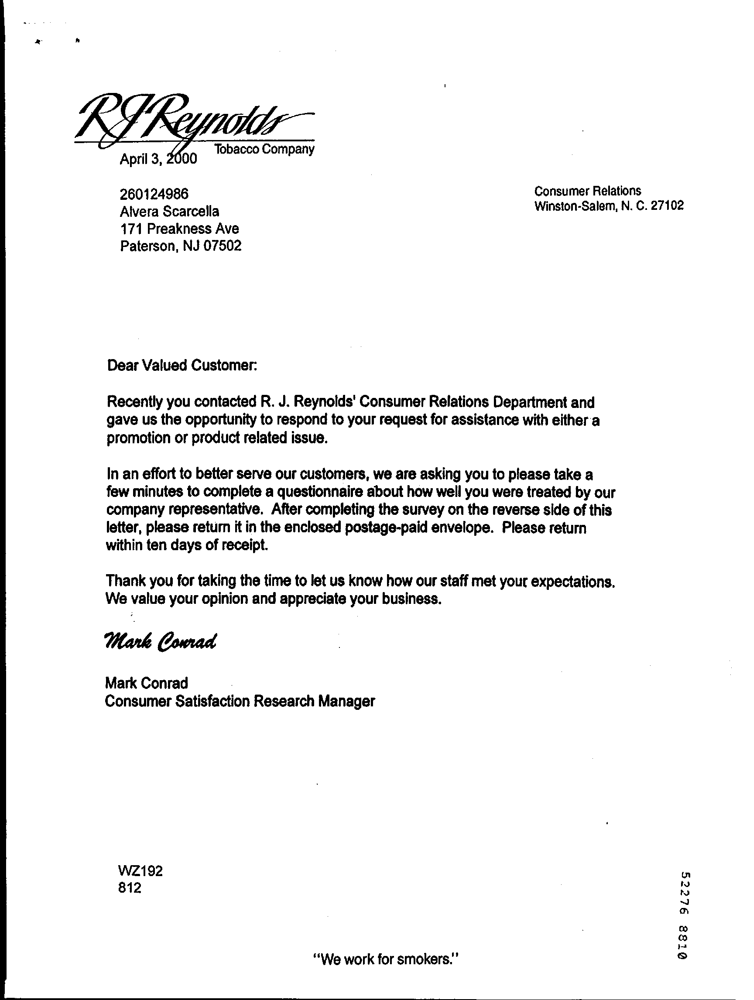 RJReynolds
Tobacco Company
April 3, 2000
260124986
Alvera Scarcella
171 Preakness Ave
Paterson, NJ 07502
Consumer Relations
Winston-Salem, N. C. 27102
Dear Valued Customer:
Recently you contacted R. J. Reynolds' Consumer Relations Department and
gave us the opportunity to respond to your request for assistance with either a
promotion or product related issue.
In an effort to better serve our customers, we are asking you to please take a
few minutes to complete a questionnaire about how well you were treated by our
company representative. After completing the survey on the reverse side of this
letter, please return it in the enclosed postage-paid envelope. Please return
within ten days of receipt.
Thank you for taking the time to let us know how our staff met your expectations.
We value your opinion and appreciate your business.
Mark Conrad
Mark Conrad
Consumer Satisfaction Research Manager
WZ192
812
52276 8810
"We work for smokers."